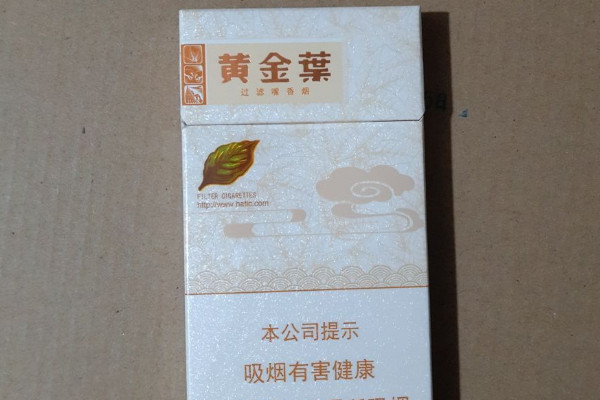 黄金葉
过滤嘴香烟
FILTER CIGARETTES
http://www.hatic.com
本公司提示
吸烟有害健康